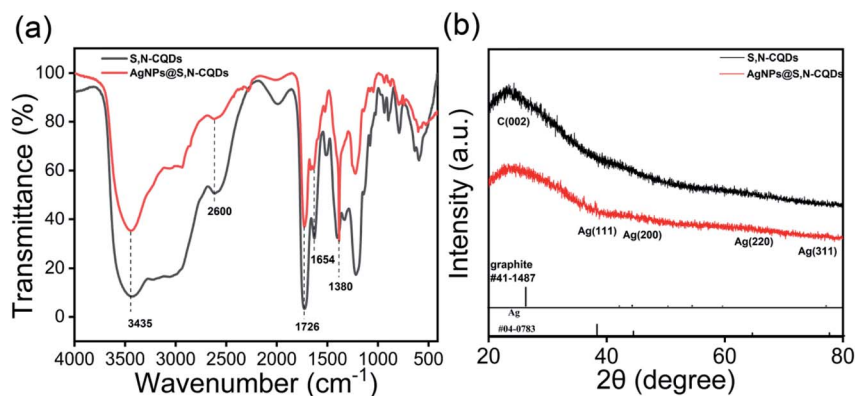 (a)
S,N-CQDs
AgNPs@S,N-CQDs
Transmittance (%)
100
80
60
40
20
0
3435
2600
1726
1654
1380
4000 3500 3000 2500 2000 1500 1000 500
Wavenumber (cm⁻¹)
(b)
S,N-CQDs
AgNPs@S,N-CQDs
Intensity (a.u.)
C(002)
Ag(111)
Ag(200)
Ag(220)
Ag(311)
graphite
#41-1487
Ag
#04-0783
20 40 60 80
2θ (degree)